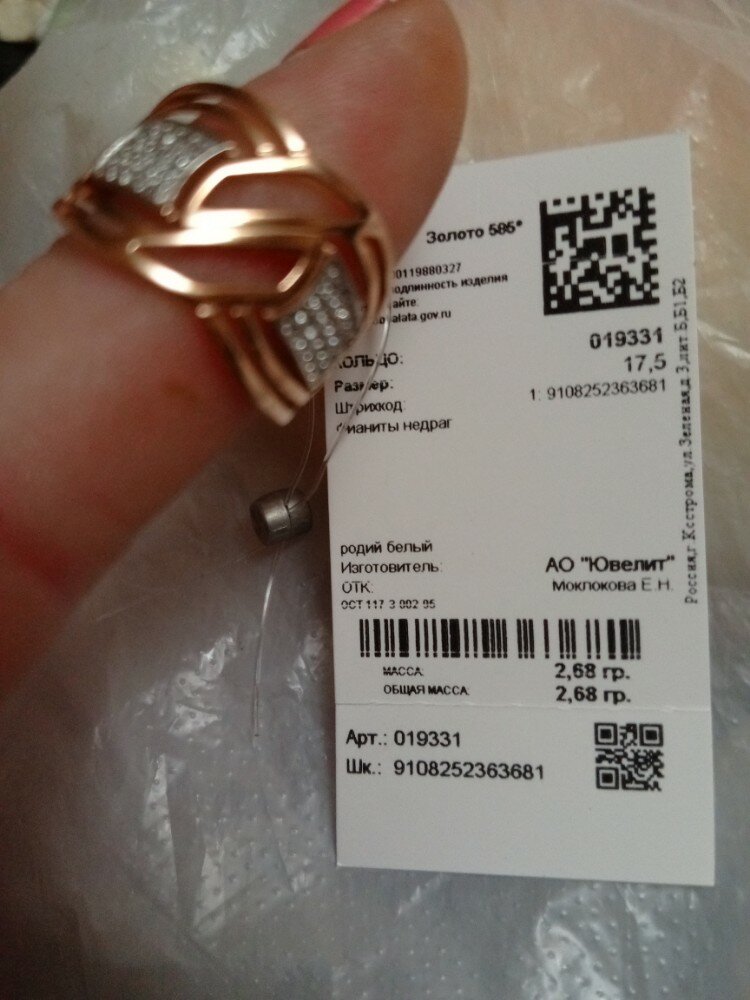 Золото 585*
00119880327
подлинность изделия
айте:
palata.gov.ru
019331
КОЛЬЦО:
17,5
Размер:
Штрихкод:
1: 9108252363681
фианиты недраг
родий белый
Изготовитель:
АО "Ювелит"
ОТК:
Моклокова Е.Н.
ОСТ 117 3 002 95
МАССА:
2,68 гр.
ОБЩАЯ МАССА:
2,68 гр.
Арт.: 019331
Шк.: 9108252363681
Россия,г Кострома,ул Зеленая,д 3,лит Б,Б1,Б2